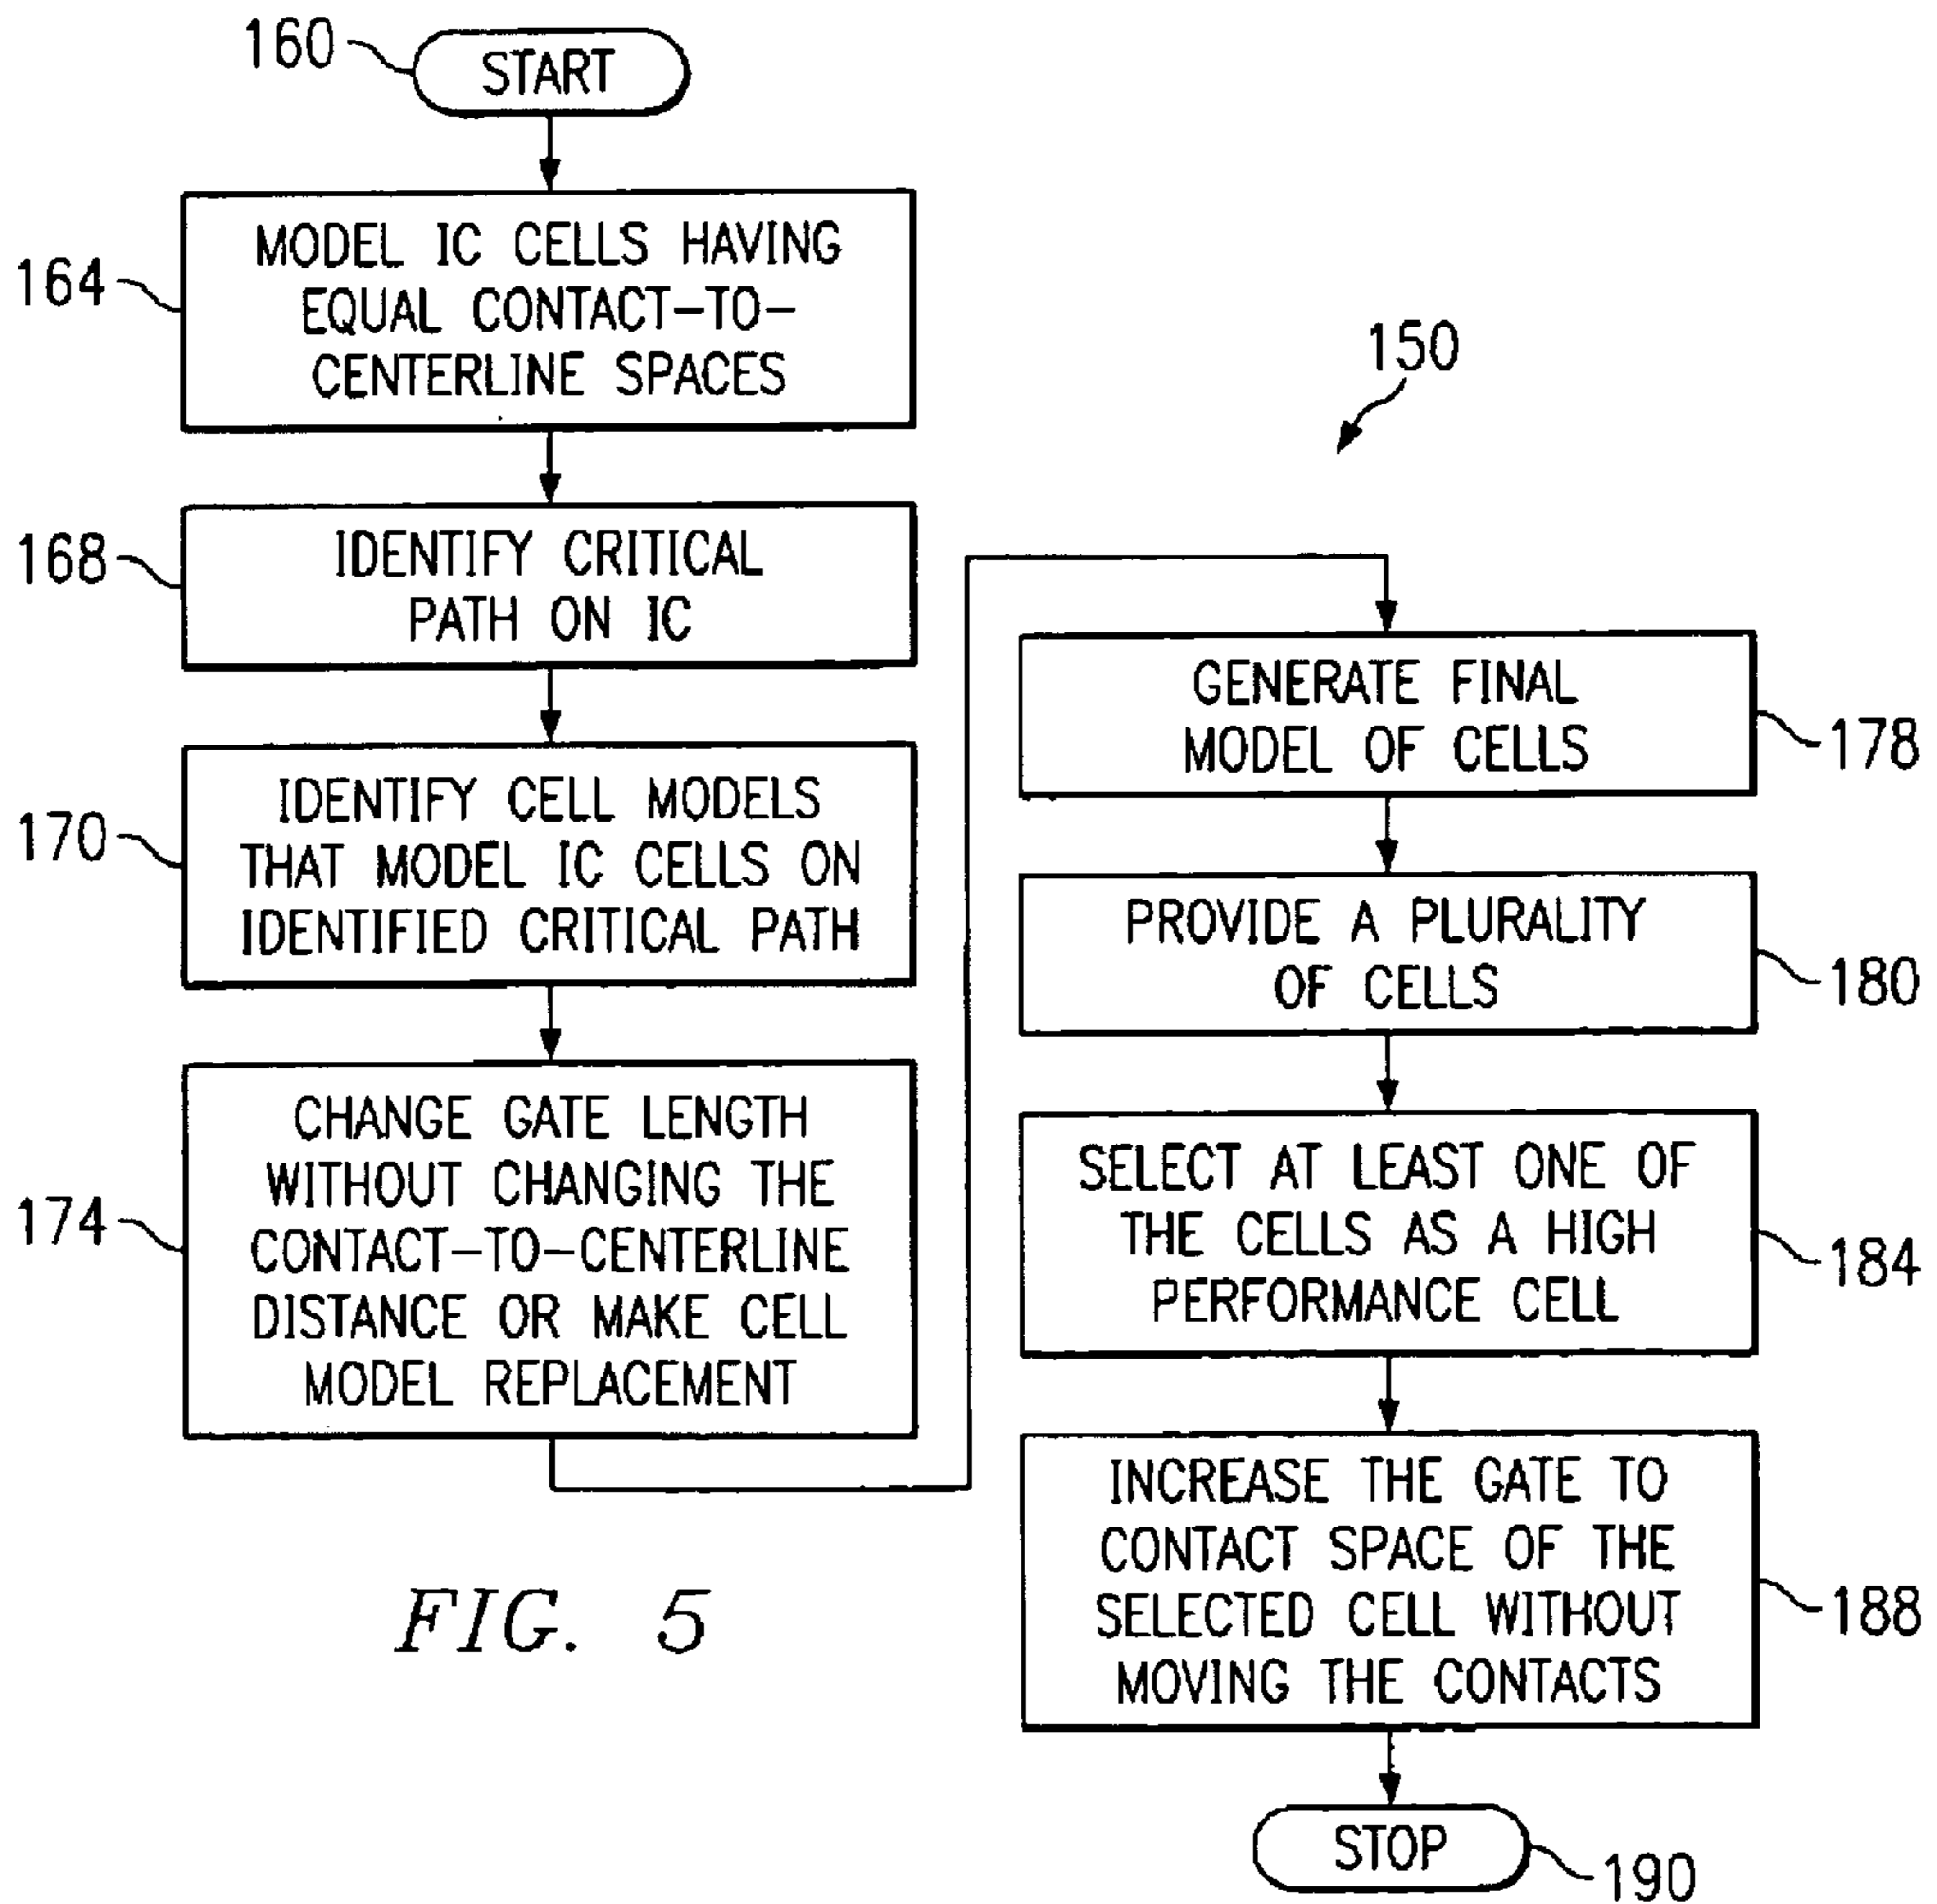 160
START
164
MODEL IC CELLS HAVING
EQUAL CONTACT-TO-
CENTERLINE SPACES
168
IDENTIFY CRITICAL
PATH ON IC
170
IDENTIFY CELL MODELS
THAT MODEL IC CELLS ON
IDENTIFIED CRITICAL PATH
174
CHANGE GATE LENGTH
WITHOUT CHANGING THE
CONTACT-TO-CENTERLINE
DISTANCE OR MAKE CELL
MODEL REPLACEMENT
150
GENERATE FINAL
MODEL OF CELLS
178
PROVIDE A PLURALITY
OF CELLS
180
SELECT AT LEAST ONE OF
THE CELLS AS A HIGH
PERFORMANCE CELL
184
INCREASE THE GATE TO
CONTACT SPACE OF THE
SELECTED CELL WITHOUT
MOVING THE CONTACTS
188
STOP
190
FIG. 5